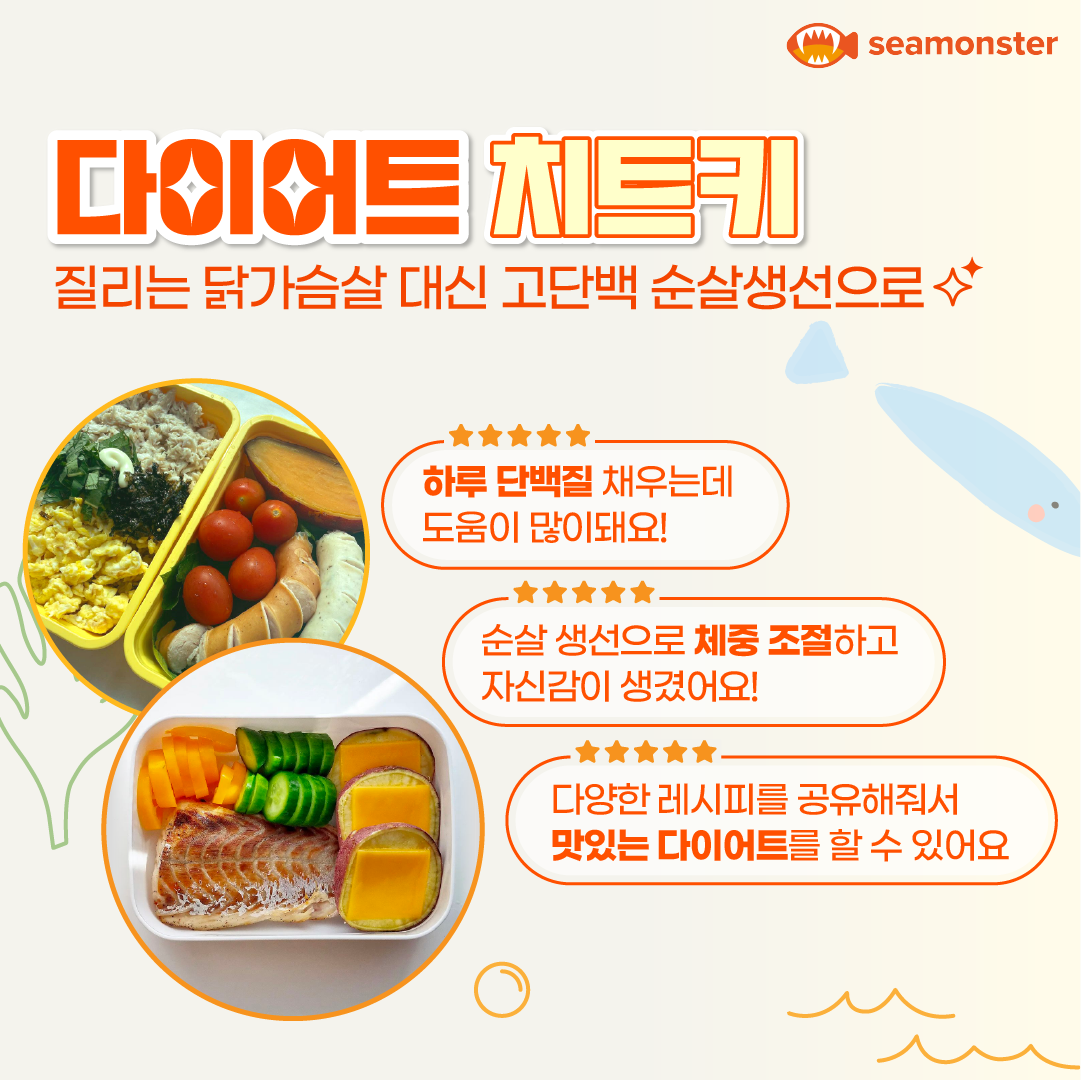 seamonster
다이어트 치트키
질리는 닭가슴살 대신 고단백 순살생선으로
하루 단백질 채우는데
도움이 많이돼요!
순살 생선으로 체중 조절하고
자신감이 생겼어요!
다양한 레시피를 공유해줘서
맛있는 다이어트를 할 수 있어요